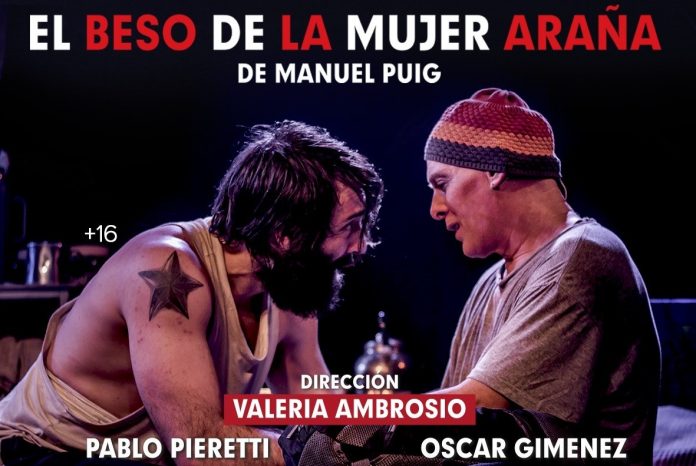 EL BESO DE LA MUJER ARAÑA
DE MANUEL PUIG
+16
DIRECCIÓN
VALERIA AMBROSIO
PABLO PIERETTI OSCAR GIMENEZ